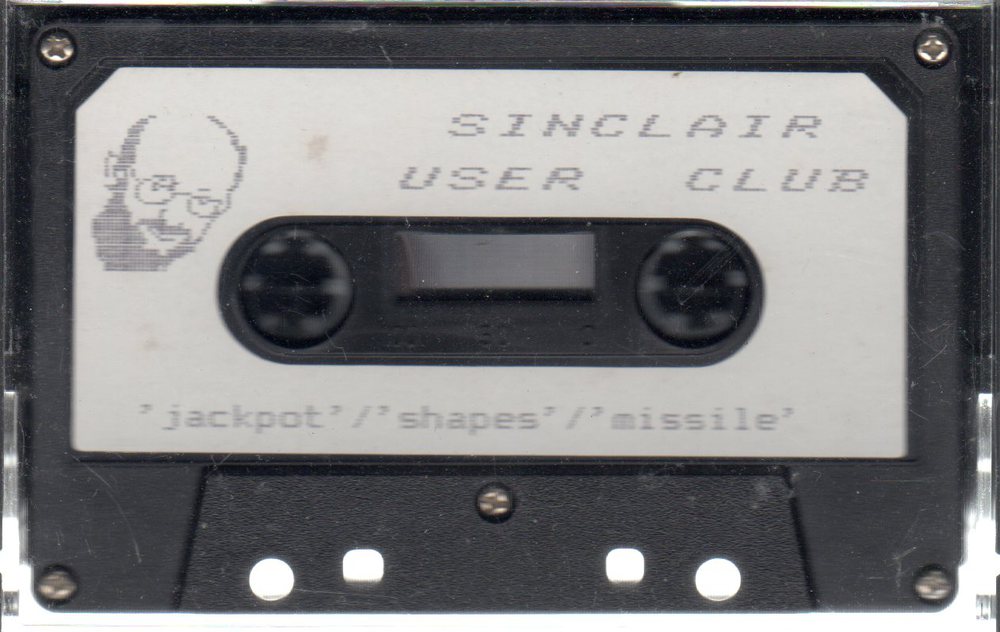 SINCLAIR
USER CLUB
'jackpot'/'shapes'/'missile'